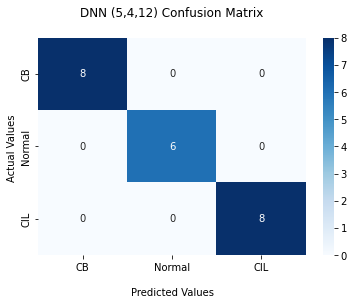 DNN (5,4,12) Confusion Matrix
8
CB 8 0 0
7
6
5
Normal 0 6 0
4
3
2
CIL 0 0 8
1
0
CB Normal CIL
Actual Values
Predicted Values